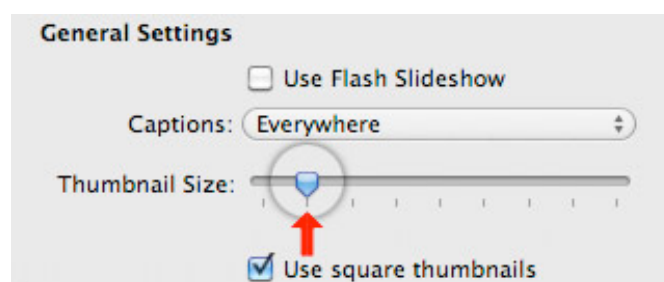 General Settings
Use Flash Slideshow
Captions: Everywhere
Thumbnail Size:
Use square thumbnails